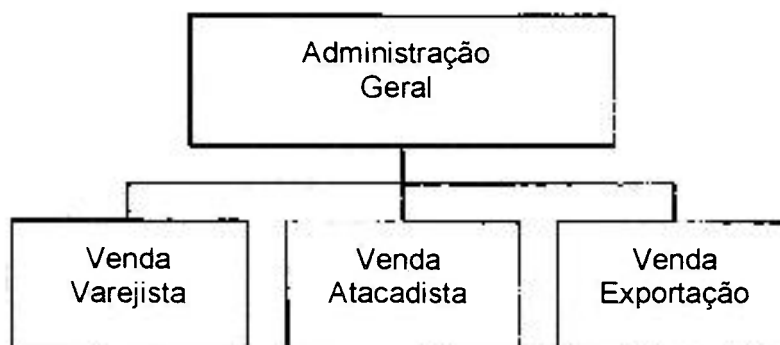 Administração
Geral
Venda
Varejista
Venda
Atacadista
Venda
Exportação